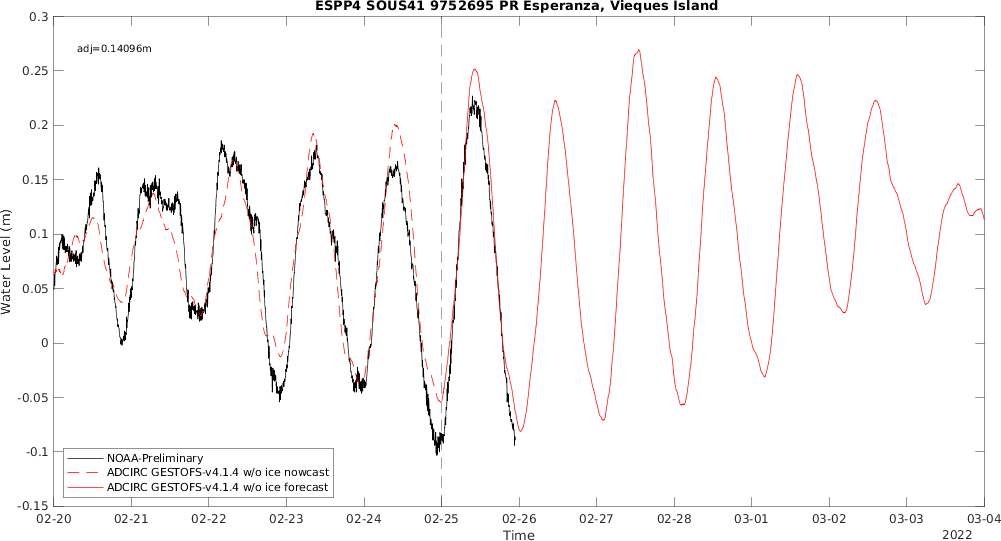 ESPP4 SOUS41 9752695 PR Esperanza, Vieques Island
0.3
0.25
0.2
0.15
0.1
0.05
0
-0.05
-0.1
-0.15
Water Level (m)
adj=0.14096m
NOAA-Preliminary
ADCIRC GESTOFS-v4.1.4 w/o ice nowcast
ADCIRC GESTOFS-v4.1.4 w/o ice forecast
02-20 02-21 02-22 02-23 02-24 02-25 02-26 02-27 02-28 03-01 03-02 03-03 03-04
Time
2022